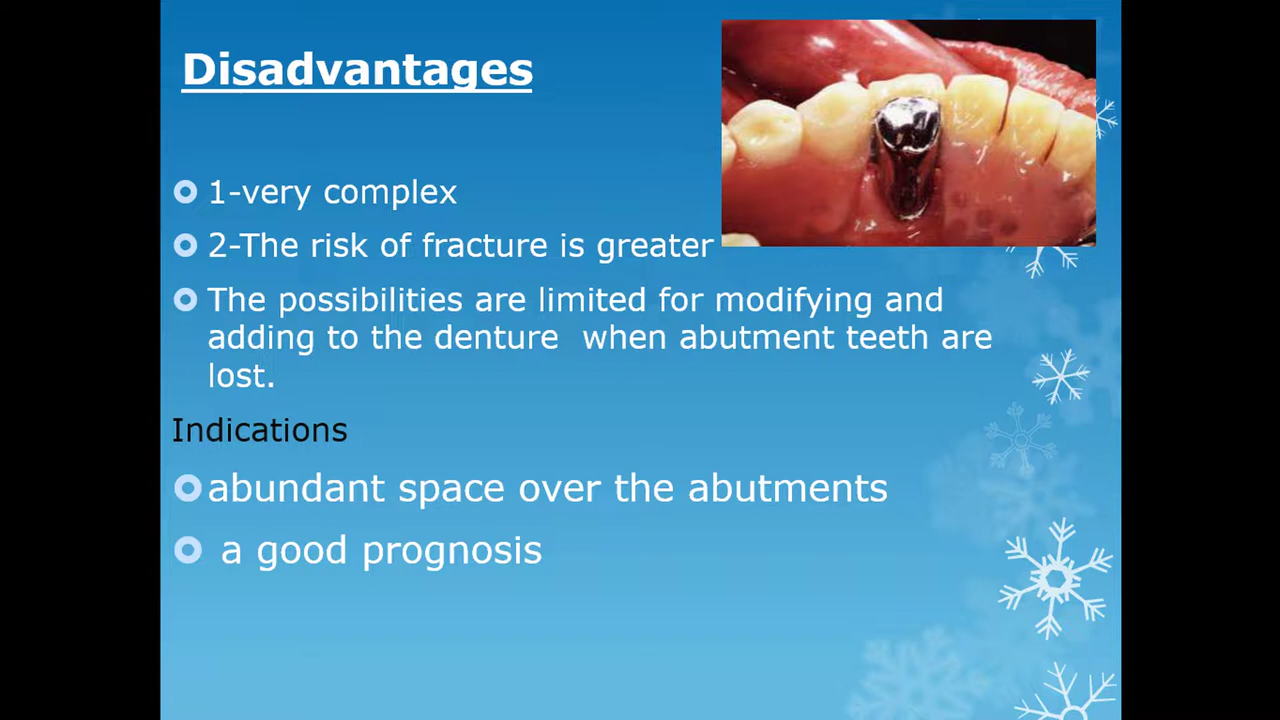 Disadvantages
1-very complex
2-The risk of fracture is greater
The possibilities are limited for modifying and
adding to the denture  when abutment teeth are
lost.
Indications
abundant space over the abutments
a good prognosis